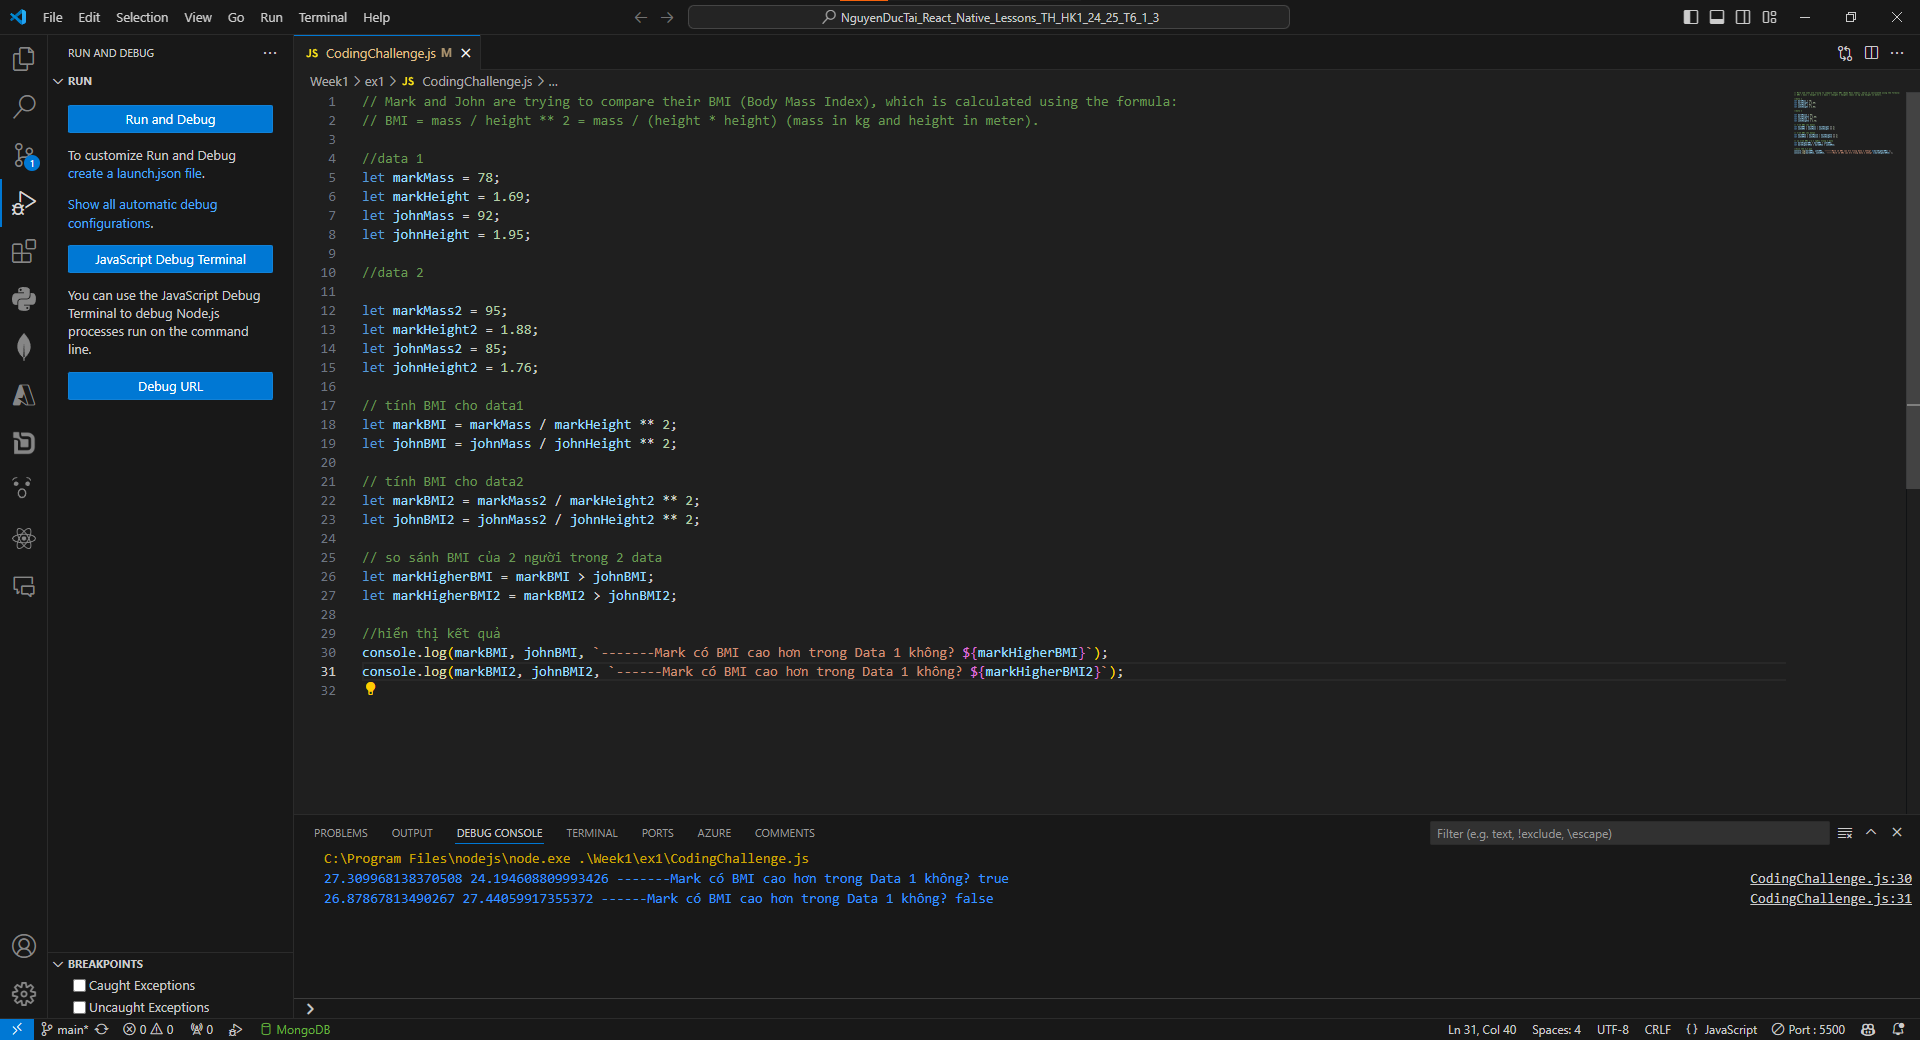 File Edit Selection View Go Run Terminal Help
NguyenDucTai_React_Native_Lessons_TH_HK1_24_25_T6_1_3
RUN AND DEBUG
RUN
Run and Debug
To customize Run and Debug
create a launch.json file.
Show all automatic debug
configurations.
JavaScript Debug Terminal
You can use the JavaScript Debug
Terminal to debug Node.js
processes run on the command
line.
Debug URL
1
BREAKPOINTS
Caught Exceptions
Uncaught Exceptions
JS CodingChallenge.js M
Week1 > ex1 > JS CodingChallenge.js > ...
1 // Mark and John are trying to compare their BMI (Body Mass Index), which is calculated using the formula:
2 // BMI = mass / height ** 2 = mass / (height * height) (mass in kg and height in meter).
3
4 //data 1
5 let markMass = 78;
6 let markHeight = 1.69;
7 let johnMass = 92;
8 let johnHeight = 1.95;
9
10 //data 2
11
12 let markMass2 = 95;
13 let markHeight2 = 1.88;
14 let johnMass2 = 85;
15 let johnHeight2 = 1.76;
16
17 // tính BMI cho data1
18 let markBMI = markMass / markHeight ** 2;
19 let johnBMI = johnMass / johnHeight ** 2;
20
21 // tính BMI cho data2
22 let markBMI2 = markMass2 / markHeight2 ** 2;
23 let johnBMI2 = johnMass2 / johnHeight2 ** 2;
24
25 // so sánh BMI của 2 người trong 2 data
26 let markHigherBMI = markBMI > johnBMI;
27 let markHigherBMI2 = markBMI2 > johnBMI2;
28
29 //hiển thị kết quả
30 console.log(markBMI, johnBMI, `-------Mark có BMI cao hơn trong Data 1 không? ${markHigherBMI}`);
31 console.log(markBMI2, johnBMI2, `------Mark có BMI cao hơn trong Data 1 không? ${markHigherBMI2}`);
32
PROBLEMS OUTPUT DEBUG CONSOLE TERMINAL PORTS AZURE COMMENTS
Filter (e.g. text, !exclude, \escape)
C:\Program Files\nodejs\node.exe .\Week1\ex1\CodingChallenge.js
27.309968138370508 24.194608809993426 -------Mark có BMI cao hơn trong Data 1 không? true CodingChallenge.js:30
26.87867813490267 27.44059917355372 ------Mark có BMI cao hơn trong Data 1 không? false CodingChallenge.js:31
main* 0 0 0 MongoDB
Ln 31, Col 40 Spaces: 4 UTF-8 CRLF {} JavaScript Port : 5500